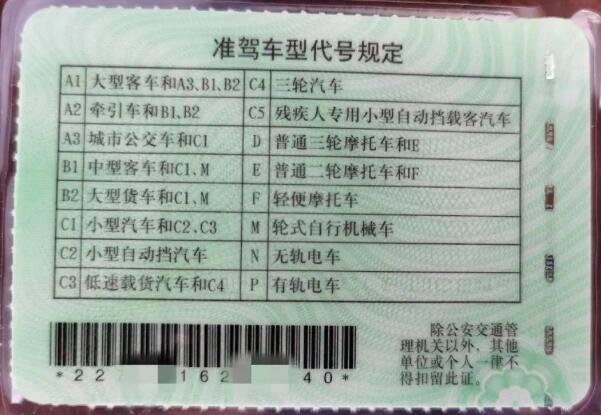 准驾车型代号规定
A1 大型客车和A3、B1、B2 C4 三轮汽车
A2 牵引车和B1、B2 C5 残疾人专用小型自动挡载客汽车
A3 城市公交车和C1 D 普通三轮摩托车和E
B1 中型客车和C1、M E 普通二轮摩托车和F
B2 大型货车和C1、M F 轻便摩托车
C1 小型汽车和C2、C3 M 轮式自行机械车
C2 小型自动挡汽车 N 无轨电车
C3 低速载货汽车和C4 P 有轨电车
*22 162 40*
除公安交通管
理机关以外，其他
单位或个人一律不
得扣留此证。